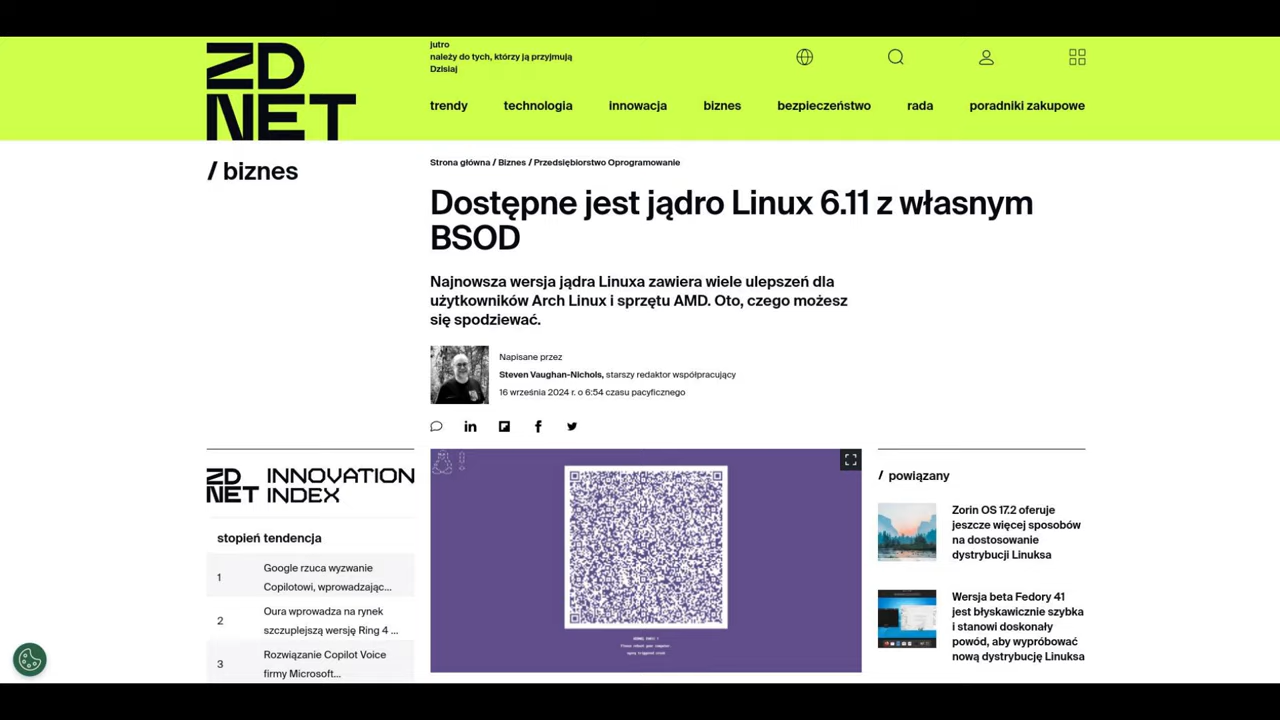 ZD
NET
jutro
należy do tych, którzy ją przyjmują
Dzisiaj
trendy
technologia
innowacja
biznes
bezpieczeństwo
rada
poradniki zakupowe
/ biznes
Strona główna / Biznes / Przedsiębiorstwo Oprogramowanie
Dostępne jest jądro Linux 6.11 z własnym
BSOD
Najnowsza wersja jądra Linuxa zawiera wiele ulepszeń dla
użytkowników Arch Linux i sprzętu AMD. Oto, czego możesz
się spodziewać.
Napisane przez
Steven Vaughan-Nichols, starszy redaktor współpracujący
16 września 2024 r. o 6:54 czasu pacyficznego
ZD
NET
INNOVATION
INDEX
stopień tendencja
1
Google rzuca wyzwanie
Copilotowi, wprowadzając...
2
Oura wprowadza na rynek
szczuplejszą wersję Ring 4 ...
3
Rozwiązanie Copilot Voice
firmy Microsoft...
/ powiązany
Zorin OS 17.2 oferuje
jeszcze więcej sposobów
na dostosowanie
dystrybucji Linuksa
Wersja beta Fedory 41
jest błyskawicznie szybka
i stanowi doskonały
powód, aby wypróbować
nową dystrybucję Linuksa